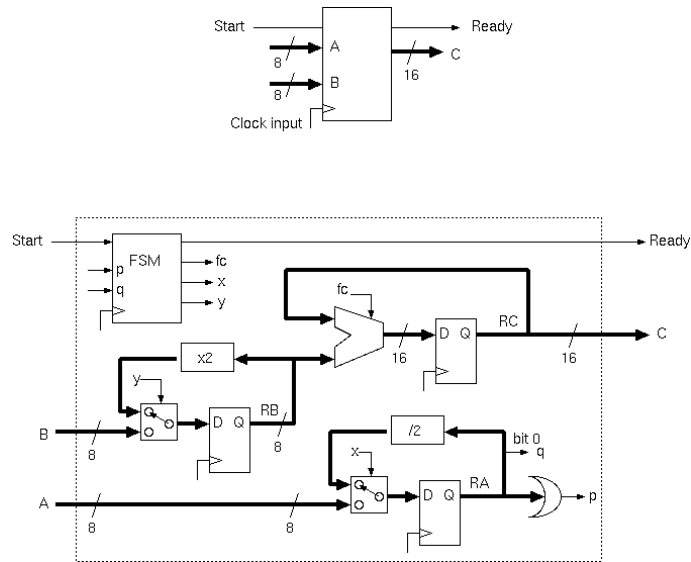 Start
Ready
A
8
C
16
B
8
Clock input
Start
Ready
FSM
fc
p
x
q
y
fc
RC
D Q
C
16
16
x2
y
RB
D Q
8
/2
B
8
bit 0
q
x
RA
D Q
p
A
8
8